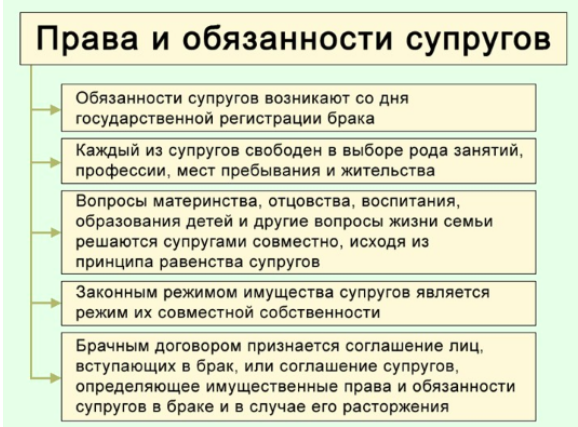 Права и обязанности супругов
Обязанности супругов возникают со дня
государственной регистрации брака
Каждый из супругов свободен в выборе рода занятий,
профессии, мест пребывания и жительства
Вопросы материнства, отцовства, воспитания,
образования детей и другие вопросы жизни семьи
решаются супругами совместно, исходя из
принципа равенства супругов
Законным режимом имущества супругов является
режим их совместной собственности
Брачным договором признается соглашение лиц,
вступающих в брак, или соглашение супругов,
определяющее имущественные права и обязанности
супругов в браке и в случае его расторжения